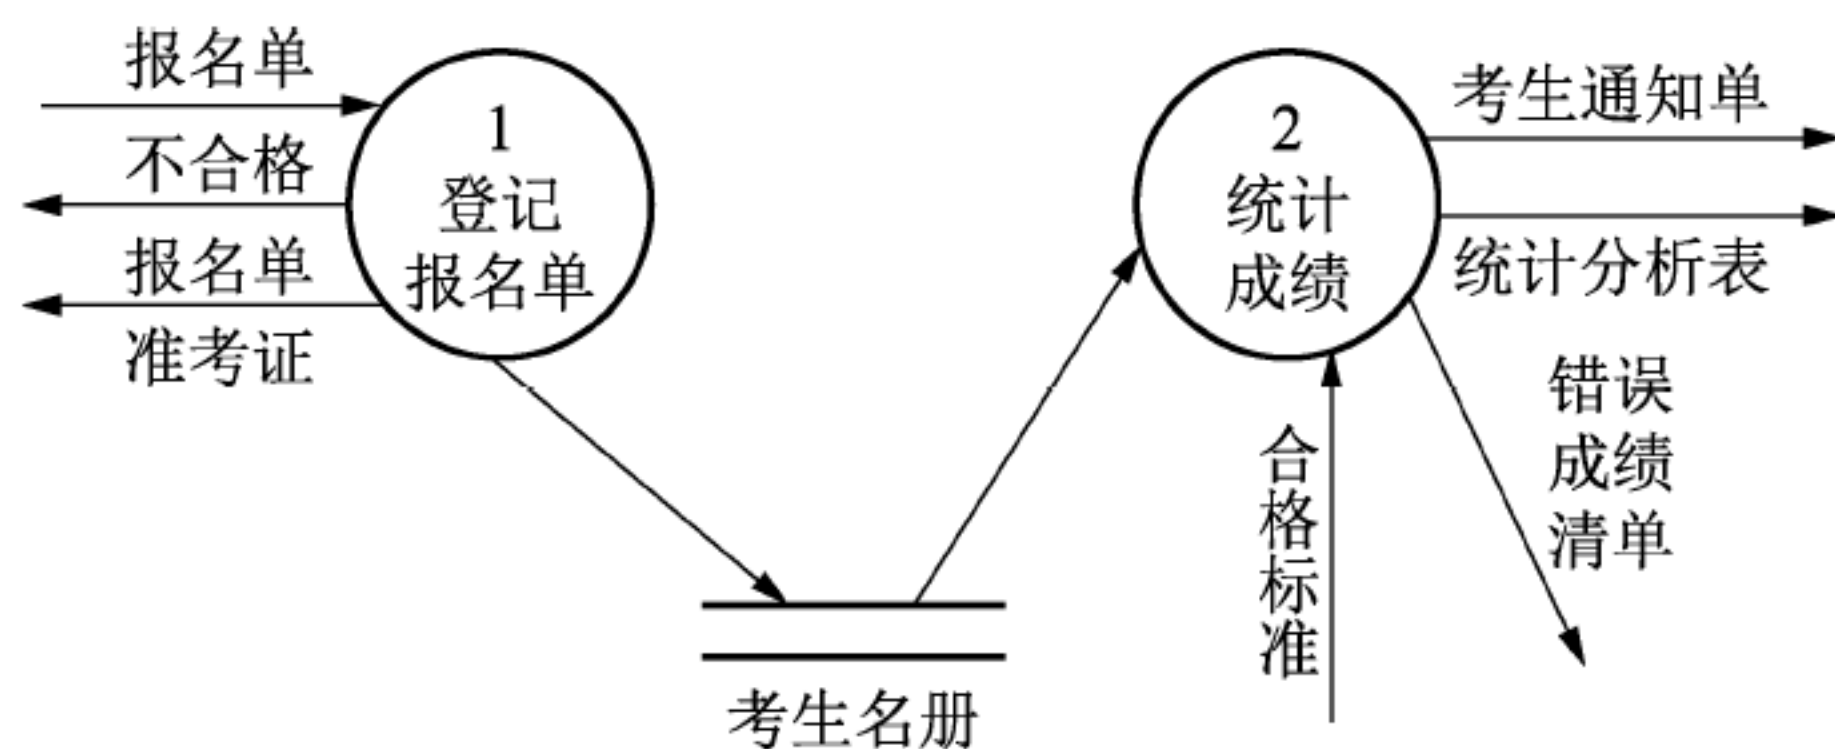 报名单
不合格
报名单
准考证
1
登记
报名单
考生名册
2
统计
成绩
考生通知单
统计分析表
错误
成绩
清单
合格标准